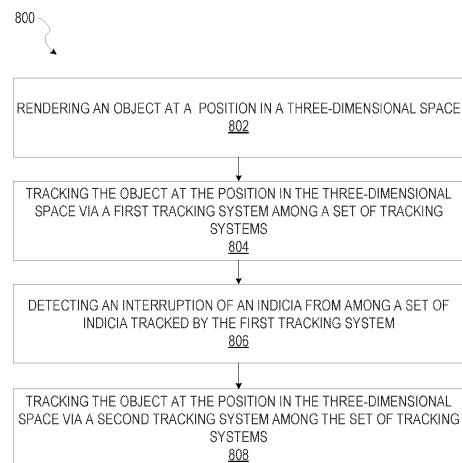 800
RENDERING AN OBJECT AT A POSITION IN A THREE-DIMENSIONAL SPACE
802
TRACKING THE OBJECT AT THE POSITION IN THE THREE-DIMENSIONAL
SPACE VIA A FIRST TRACKING SYSTEM AMONG A SET OF TRACKING
SYSTEMS
804
DETECTING AN INTERRUPTION OF AN INDICIA FROM AMONG A SET OF
INDICIA TRACKED BY THE FIRST TRACKING SYSTEM
806
TRACKING THE OBJECT AT THE POSITION IN THE THREE-DIMENSIONAL
SPACE VIA A SECOND TRACKING SYSTEM AMONG THE SET OF TRACKING
SYSTEMS
808